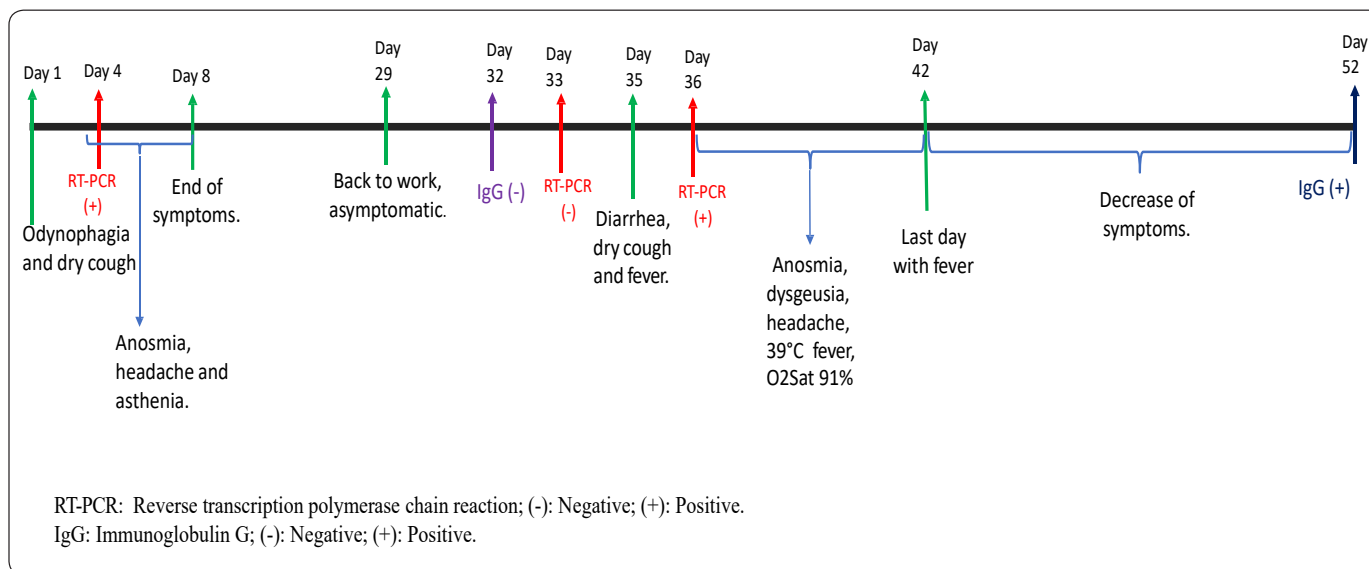 Day 1
Day 4
Day 8
Day
29
Day
32
Day
33
Day
35
Day
36
Day
42
Day
52
RT-PCR
(+)
Odynophagia
and dry cough
End of
symptoms.
Anosmia,
headache and
asthenia.
Back to work,
asymptomatic.
IgG (-)
RT-PCR
(-)
Diarrhea,
dry cough
and fever.
RT-PCR
(+)
Anosmia,
dysgeusia,
headache,
39°C fever,
O2Sat 91%
Last day
with fever
Decrease of
symptoms.
IgG (+)
RT-PCR: Reverse transcription polymerase chain reaction; (-): Negative; (+): Positive.
IgG: Immunoglobulin G; (-): Negative; (+): Positive.